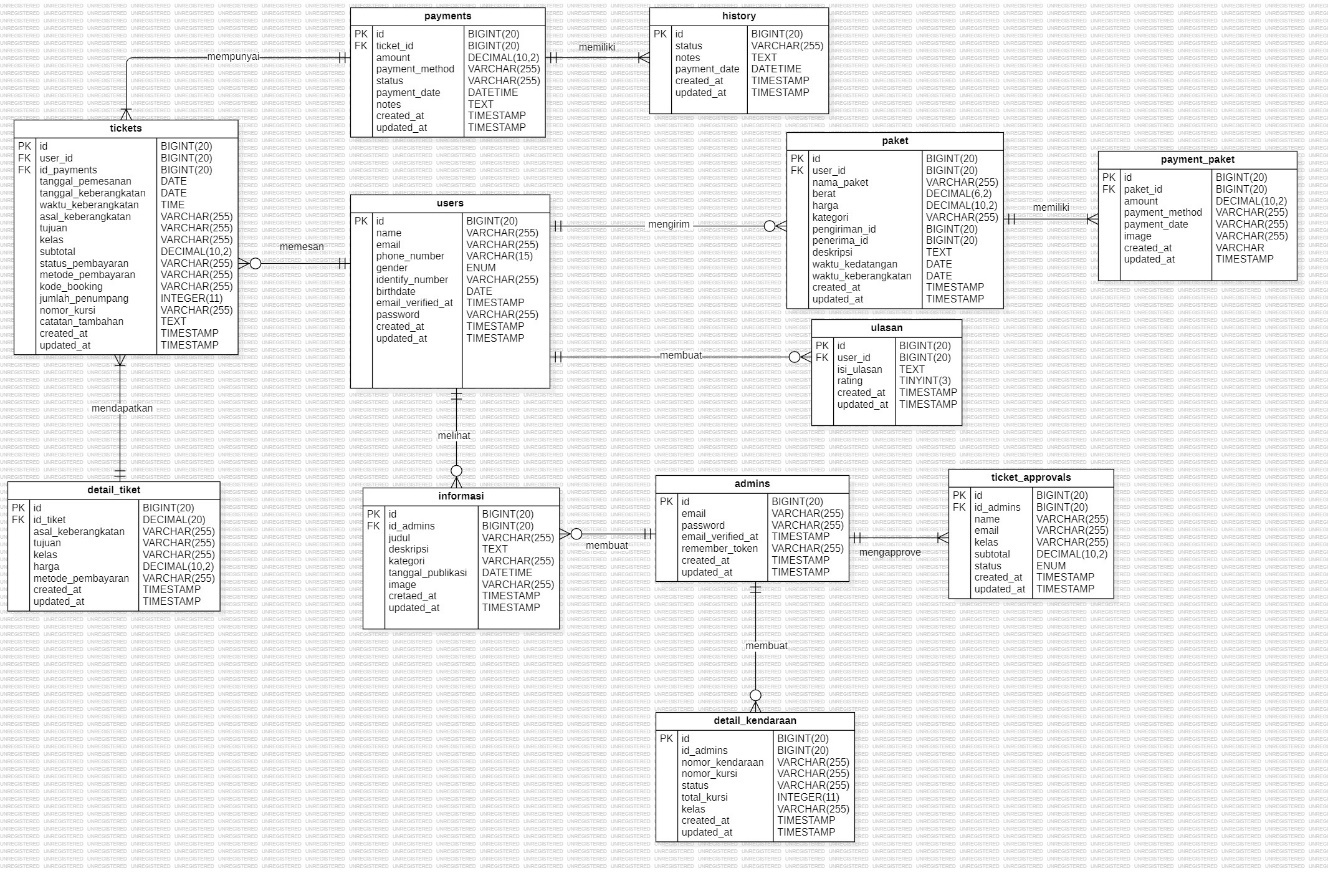 payments
PK id BIGINT(20)
FK ticket_id BIGINT(20)
amount DECIMAL(10,2)
payment_method VARCHAR(255)
status VARCHAR(255)
payment_date DATETIME
notes TEXT
created_at TIMESTAMP
updated_at TIMESTAMP
memiliki
history
PK id BIGINT(20)
status VARCHAR(255)
notes TEXT
payment_date DATETIME
created_at TIMESTAMP
updated_at TIMESTAMP
mempunyai
tickets
PK id BIGINT(20)
FK user_id BIGINT(20)
FK id_payments BIGINT(20)
tanggal_pemesanan DATE
tanggal_keberangkatan DATE
waktu_keberangkatan TIME
asal_keberangkatan VARCHAR(255)
tujuan VARCHAR(255)
kelas VARCHAR(255)
subtotal DECIMAL(10,2)
status_pembayaran VARCHAR(255)
metode_pembayaran VARCHAR(255)
kode_booking VARCHAR(255)
jumlah_penumpang INTEGER(11)
nomor_kursi VARCHAR(255)
catatan_tambahan TEXT
created_at TIMESTAMP
updated_at TIMESTAMP
memesan
users
PK id BIGINT(20)
name VARCHAR(255)
email VARCHAR(255)
phone_number VARCHAR(15)
gender ENUM
identify_number VARCHAR(255)
birthdate DATE
email_verified_at TIMESTAMP
password VARCHAR(255)
created_at TIMESTAMP
updated_at TIMESTAMP
mengirim
paket
PK id BIGINT(20)
FK user_id BIGINT(20)
nama_paket VARCHAR(255)
berat DECIMAL(6,2)
harga DECIMAL(10,2)
kategori VARCHAR(255)
pengiriman_id BIGINT(20)
penerima_id BIGINT(20)
deskripsi TEXT
waktu_kedatangan DATE
waktu_keberangkatan DATE
created_at TIMESTAMP
updated_at TIMESTAMP
memiliki
payment_paket
PK id BIGINT(20)
FK paket_id BIGINT(20)
amount DECIMAL(10,2)
payment_method VARCHAR(255)
payment_date VARCHAR(255)
image VARCHAR(255)
created_at VARCHAR
updated_at TIMESTAMP
membuat
ulasan
PK id BIGINT(20)
FK user_id BIGINT(20)
isi_ulasan TEXT
rating TINYINT(3)
created_at TIMESTAMP
updated_at TIMESTAMP
mendapatkan
melihat
detail_tiket
PK id BIGINT(20)
FK id_tiket DECIMAL(20)
asal_keberangkatan VARCHAR(255)
tujuan VARCHAR(255)
kelas VARCHAR(255)
harga DECIMAL(10,2)
metode_pembayaran VARCHAR(255)
created_at TIMESTAMP
updated_at TIMESTAMP
informasi
PK id BIGINT(20)
FK id_admins BIGINT(20)
judul VARCHAR(255)
deskripsi TEXT
kategori VARCHAR(255)
tanggal_publikasi DATETIME
image VARCHAR(255)
cretaed_at TIMESTAMP
updated_at TIMESTAMP
membuat
admins
PK id BIGINT(20)
email VARCHAR(255)
password VARCHAR(255)
email_verified_at TIMESTAMP
remember_token VARCHAR(255)
created_at TIMESTAMP
updated_at TIMESTAMP
mengapprove
ticket_approvals
PK id BIGINT(20)
FK id_admins BIGINT(20)
name VARCHAR(255)
email VARCHAR(255)
kelas VARCHAR(255)
subtotal DECIMAL(10,2)
status ENUM
created_at TIMESTAMP
updated_at TIMESTAMP
membuat
detail_kendaraan
PK id BIGINT(20)
id_admins BIGINT(20)
nomor_kendaraan VARCHAR(255)
nomor_kursi VARCHAR(255)
status VARCHAR(255)
total_kursi INTEGER(11)
kelas VARCHAR(255)
created_at TIMESTAMP
updated_at TIMESTAMP
UNREGISTERED